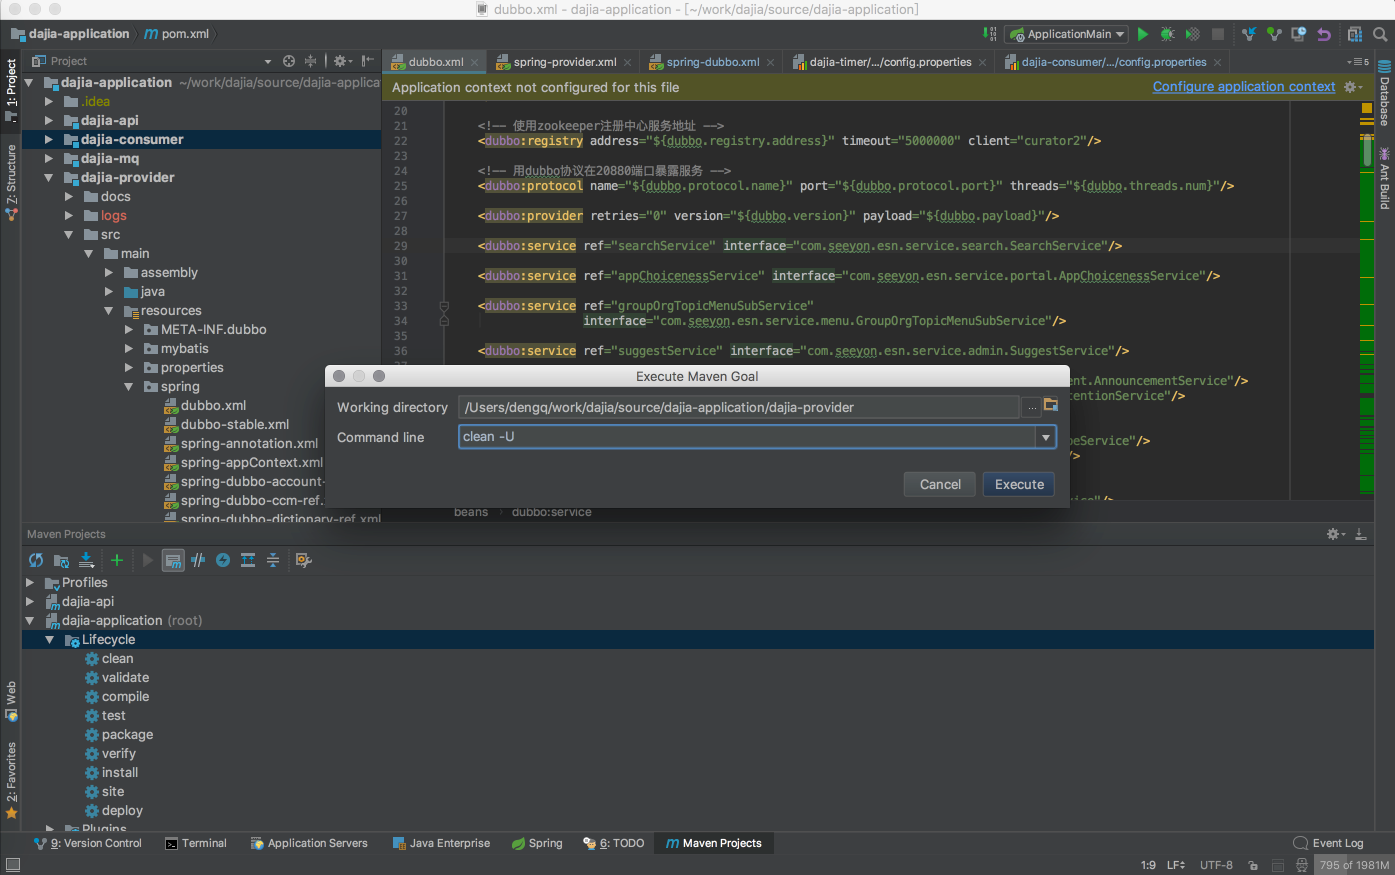 dubbo.xml - dajia-application - [~/work/dajia/source/dajia-application]
dajia-application
pom.xml
ApplicationMain
Project
dubbo.xml
spring-provider.xml
spring-dubbo.xml
dajia-timer/.../config.properties
dajia-consumer/.../config.properties
5
Application context not configured for this file
Configure application context
1: Project
Z: Structure
Web
2: Favorites
Database
Ant Build
dajia-application ~/work/dajia/source/dajia-applica
.idea
dajia-api
dajia-consumer
dajia-mq
dajia-provider
docs
logs
src
main
assembly
java
resources
META-INF.dubbo
mybatis
properties
spring
dubbo.xml
dubbo-stable.xml
spring-annotation.xml
spring-appContext.xml
spring-dubbo-account-
spring-dubbo-ccm-ref.
spring-dubbo-dictionary-ref.xml
20
21 <!-- 使用zookeeper注册中心服务地址 -->
22 <dubbo:registry address="${dubbo.registry.address}" timeout="5000000" client="curator2"/>
23
24 <!-- 用dubbo协议在20880端口暴露服务 -->
25 <dubbo:protocol name="${dubbo.protocol.name}" port="${dubbo.protocol.port}" threads="${dubbo.threads.num}"/>
26
27 <dubbo:provider retries="0" version="${dubbo.version}" payload="${dubbo.payload}"/>
28
29 <dubbo:service ref="searchService" interface="com.seeyon.esn.service.search.SearchService"/>
30
31 <dubbo:service ref="appChoicenessService" interface="com.seeyon.esn.service.portal.AppChoicenessService"/>
32
33 <dubbo:service ref="groupOrgTopicMenuSubService"
34 interface="com.seeyon.esn.service.menu.GroupOrgTopicMenuSubService"/>
35
36 <dubbo:service ref="suggestService" interface="com.seeyon.esn.service.admin.SuggestService"/>
ent.AnnouncementService"/>
tentionService"/>
beService"/>
/>
beans
dubbo:service
Execute Maven Goal
Working directory
/Users/dengq/work/dajia/source/dajia-application/dajia-provider
...
Command line
clean -U
Cancel
Execute
Maven Projects
Profiles
dajia-api
dajia-application (root)
Lifecycle
clean
validate
compile
test
package
verify
install
site
deploy
Plugins
9: Version Control
Terminal
Application Servers
Java Enterprise
Spring
6: TODO
Maven Projects
Event Log
1:9
LF
UTF-8
795 of 1981M